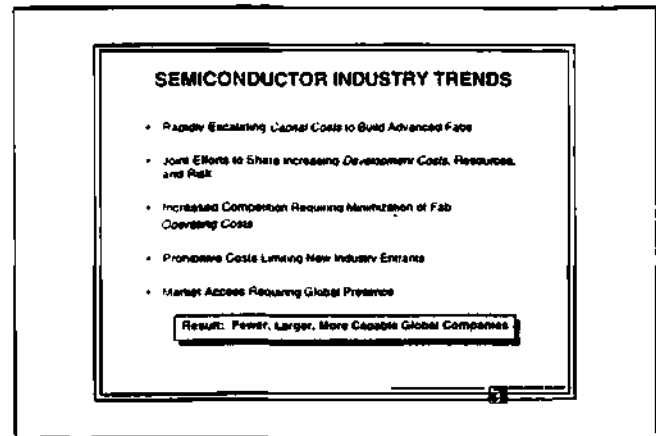 SEMICONDUCTOR INDUSTRY TRENDS
• Rapidly Escalating Capital Costs to Build Advanced Fabs
• Joint Efforts to Share Increasing Development Costs, Resources,
and Risk
• Increased Competition Requiring Minimization of Fab
Operating Costs
• Prohibitive Costs Limiting New Industry Entrants
• Market Access Requiring Global Presence
Result: Fewer, Larger, More Capable Global Companies